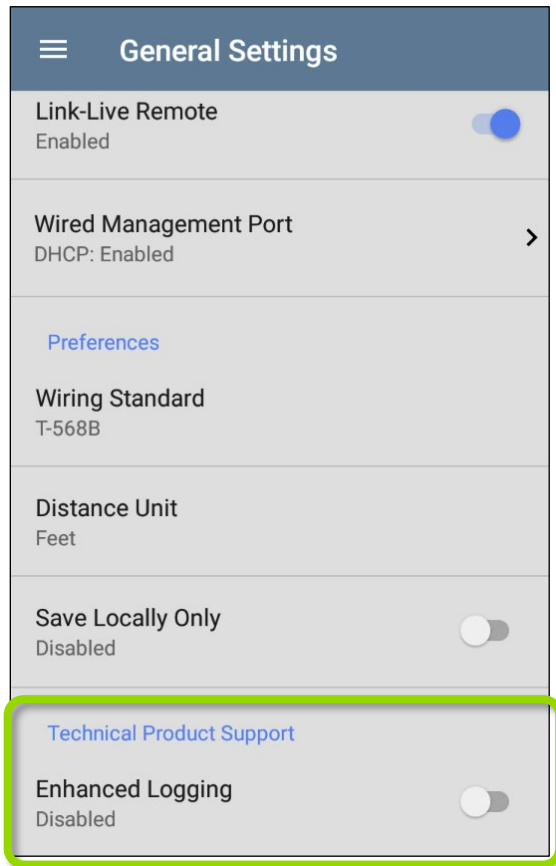 General Settings
Link-Live Remote
Enabled
Wired Management Port
DHCP: Enabled
Preferences
Wiring Standard
T-568B
Distance Unit
Feet
Save Locally Only
Disabled
Technical Product Support
Enhanced Logging
Disabled